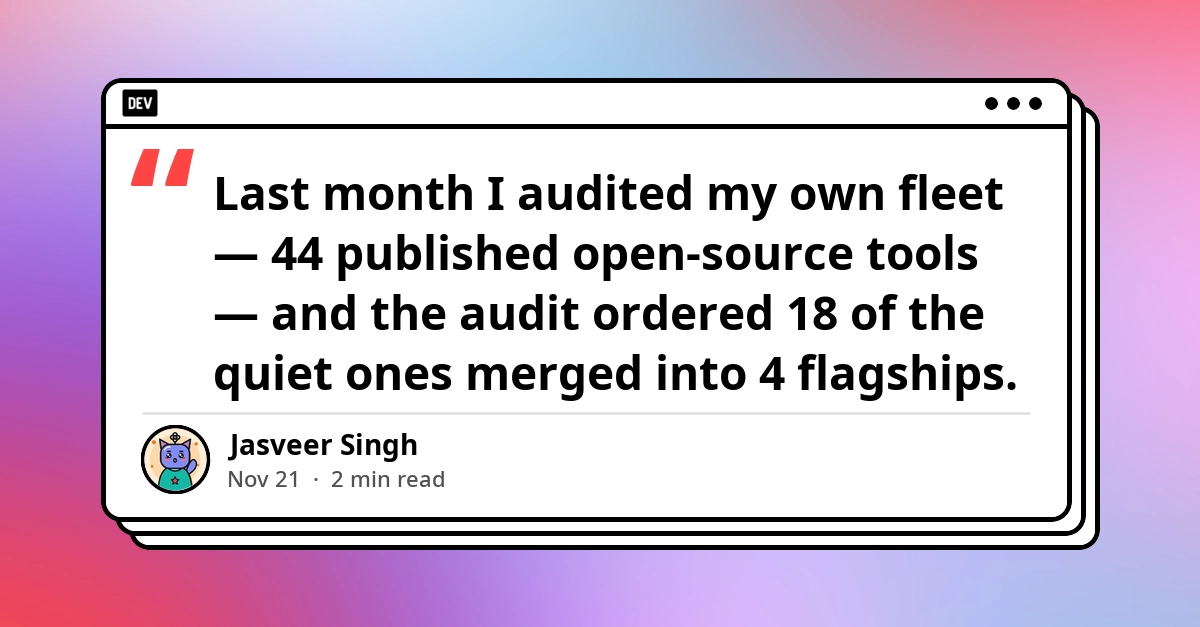 DEV
“ Last month I audited my own fleet
— 44 published open-source tools
— and the audit ordered 18 of the
quiet ones merged into 4 flagships.
Jasveer Singh
Nov 21 · 2 min read